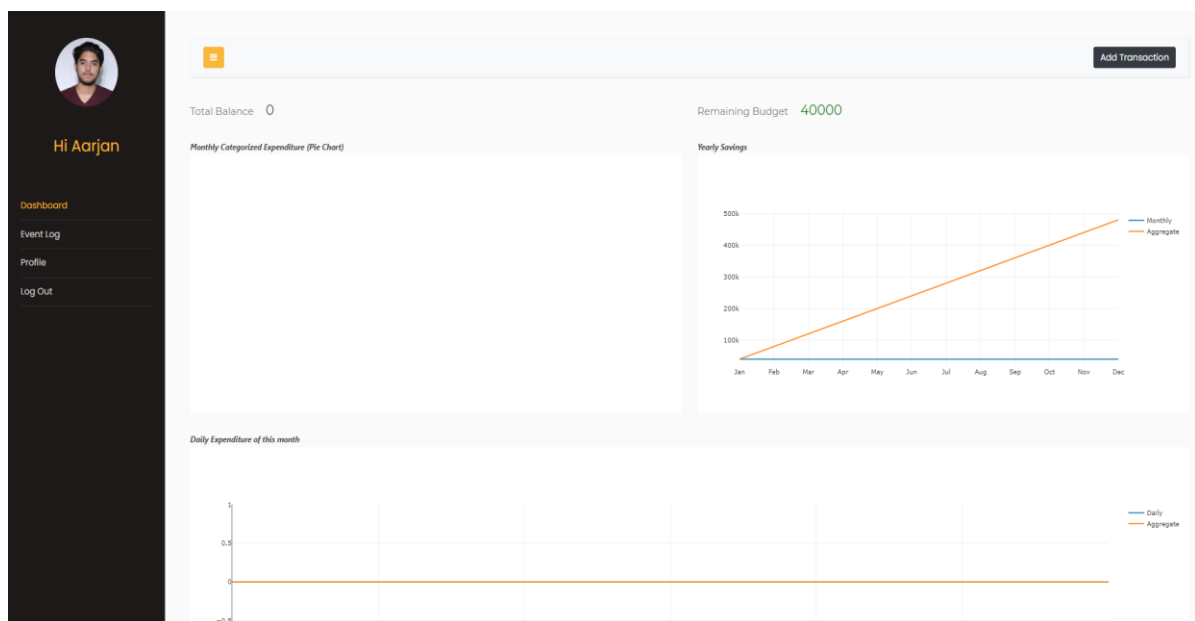 Hi Aarjan
Dashboard
Event Log
Profile
Log Out
Add Transaction
Total Balance 0
Remaining Budget 40000
Monthly Categorized Expenditure (Pie Chart)
Yearly Savings
500k
400k
300k
200k
100k
Jan Feb Mar Apr May Jun Jul Aug Sep Oct Nov Dec
Monthly
Aggregate
Daily Expenditure of this month
1
0.5
0
−0.5
Daily
Aggregate